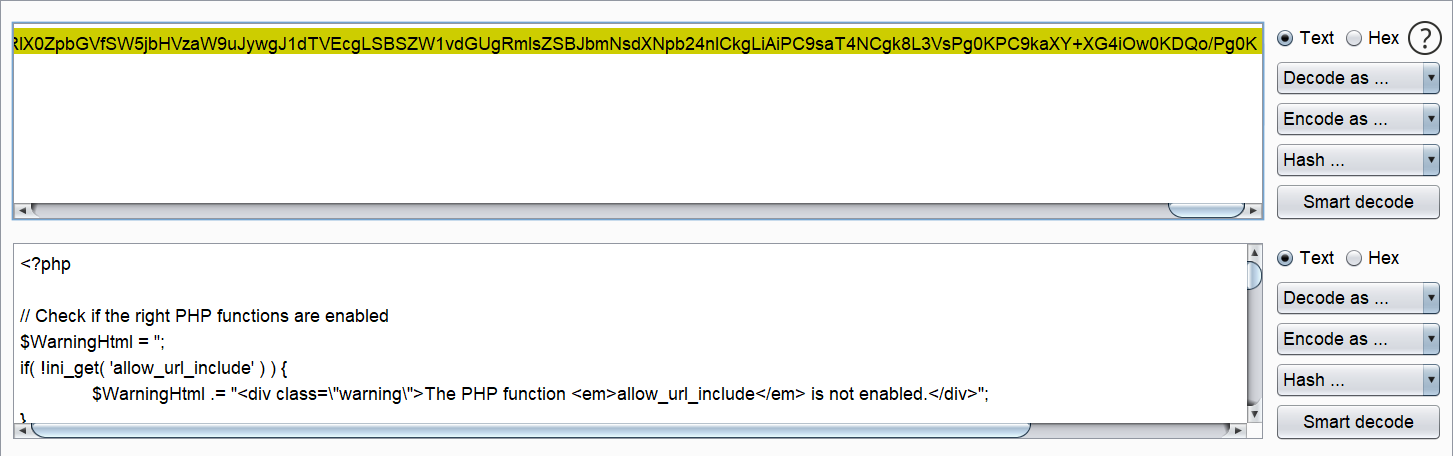 RlX0ZpbGVfSW5jbHVzaW9uJywgJ1dTVEcgLSBSZW1vdGUgRmlsZSBJbmNsdXNpb24nICkgLiAiPC9saT4NCgk8L3VsPg0KPC9kaXY+XG4iOw0KDQo/Pg0K
Text Hex ?
Decode as ...
Encode as ...
Hash ...
Smart decode
<?php
// Check if the right PHP functions are enabled
$WarningHtml = '';
if( !ini_get( 'allow_url_include' ) ) {
$WarningHtml .= "<div class=\"warning\">The PHP function <em>allow_url_include</em> is not enabled.</div>";
}
Text Hex
Decode as ...
Encode as ...
Hash ...
Smart decode